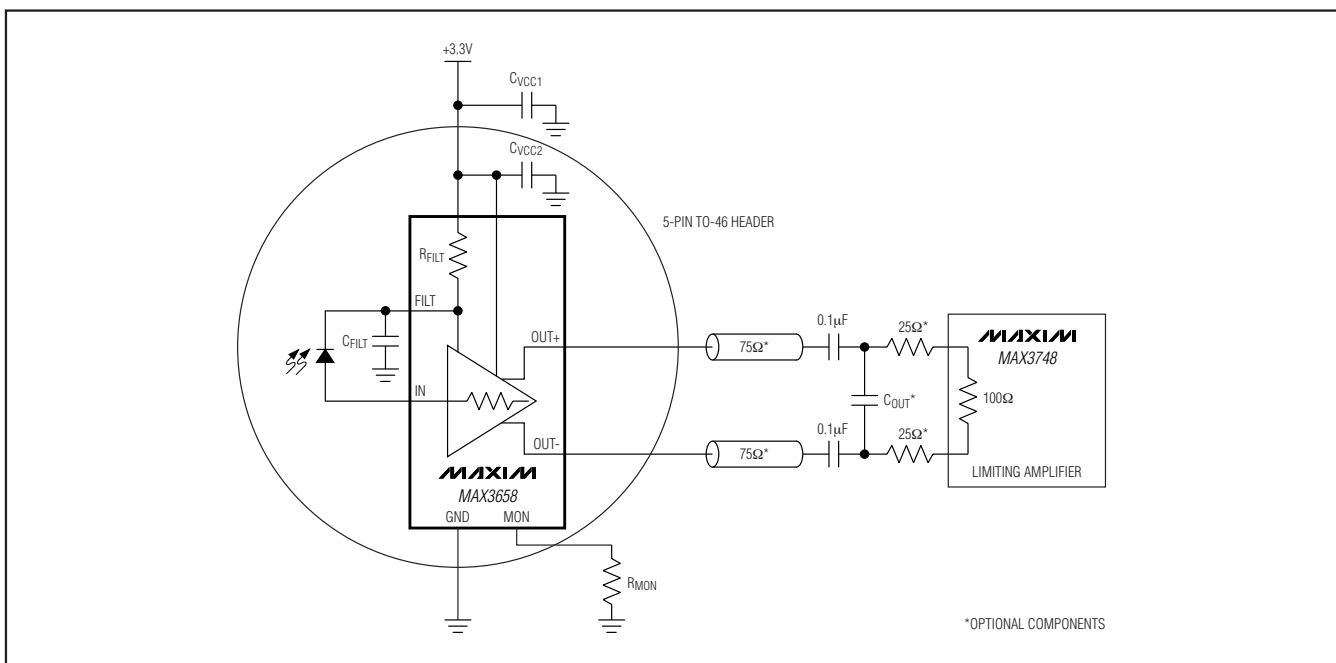 +3.3V
CVCC1
CVCC2
5-PIN TO-46 HEADER
RFILT
FILT
CFILT
IN
OUT+
OUT-
MAXIM
MAX3658
GND MON
RMON
75Ω*
0.1µF
25Ω*
COUT*
75Ω*
0.1µF
25Ω*
MAXIM
MAX3748
100Ω
LIMITING AMPLIFIER
*OPTIONAL COMPONENTS